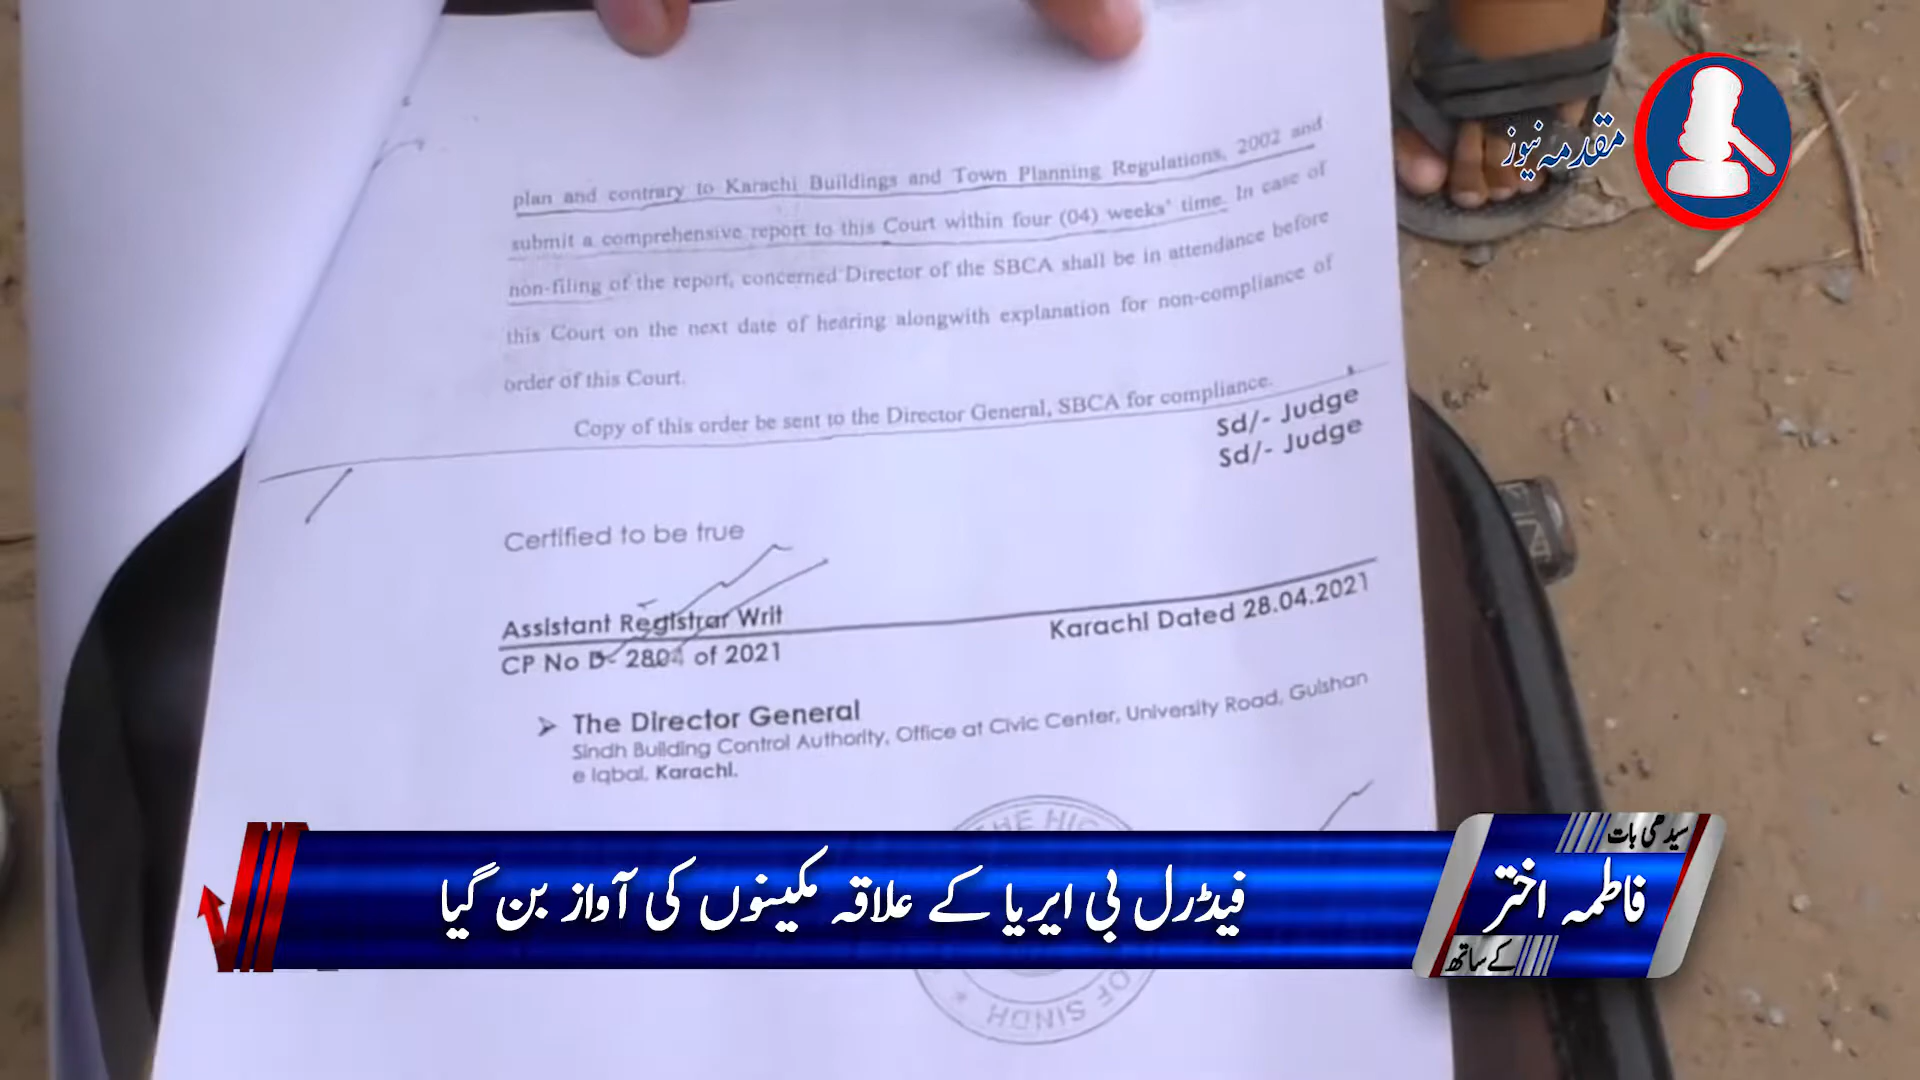 مقدمہ نیوز
plan and contrary to Karachi Buildings and Town Planning Regulations, 2002 and
submit a comprehensive report to this Court within four (04) weeks' time. In case of
non-filing of the report, concerned Director of the SBCA shall be in attendance before
this Court on the next date of hearing alongwith explanation for non-compliance of
order of this Court.
Copy of this order be sent to the Director General, SBCA for compliance.
Sd/- Judge
Sd/- Judge
Certified to be true
Assistant Registrar Writ
CP No D- 2804 of 2021
Karachi Dated 28.04.2021
➢ The Director General
Sindh Building Control Authority, Office at Civic Center, University Road, Gulshan
e Iqbal, Karachi.
THE HIG
OF SINDH
سیدھی بات
فاطمہ اختر
کے ساتھ
فیڈرل بی ایریا کے علاقہ مکینوں کی آواز بن گیا